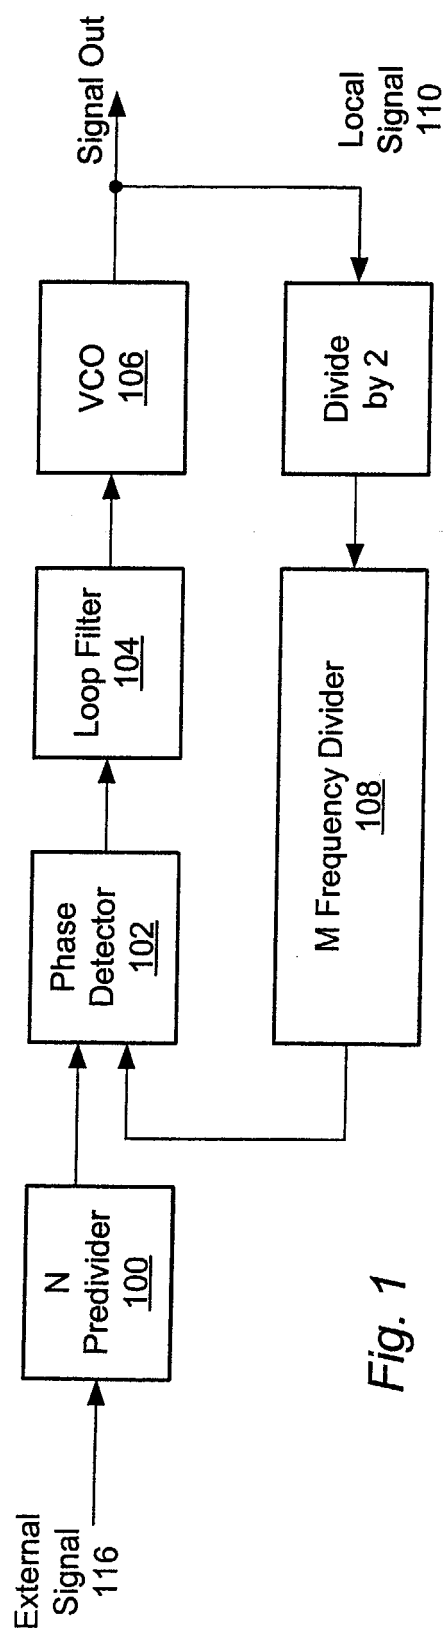 External
Signal
116
N
Predivider
100
Phase
Detector
102
Loop Filter
104
VCO
106
Signal Out
M Frequency Divider
108
Divide
by 2
Local
Signal
110
Fig. 1